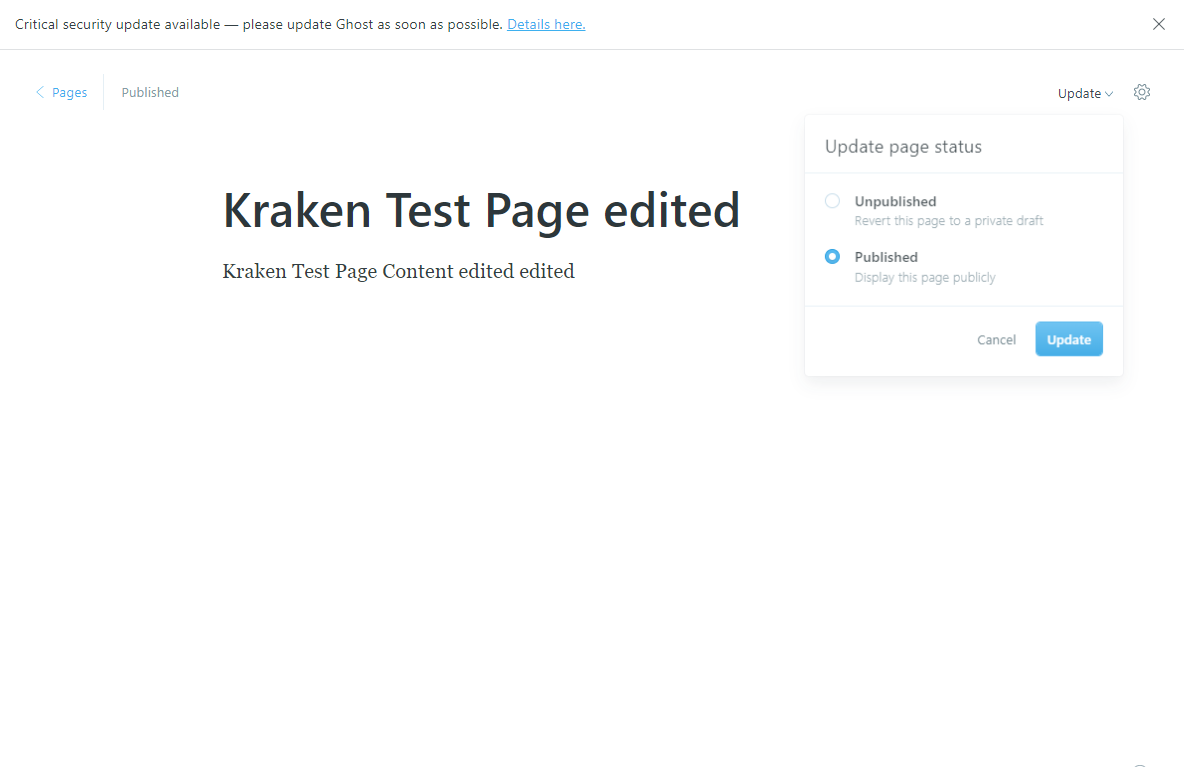 Critical security update available — please update Ghost as soon as possible. Details here.
Pages
Published
Update
Update page status
Kraken Test Page edited
Unpublished
Revert this page to a private draft
Published
Display this page publicly
Kraken Test Page Content edited edited
Cancel
Update